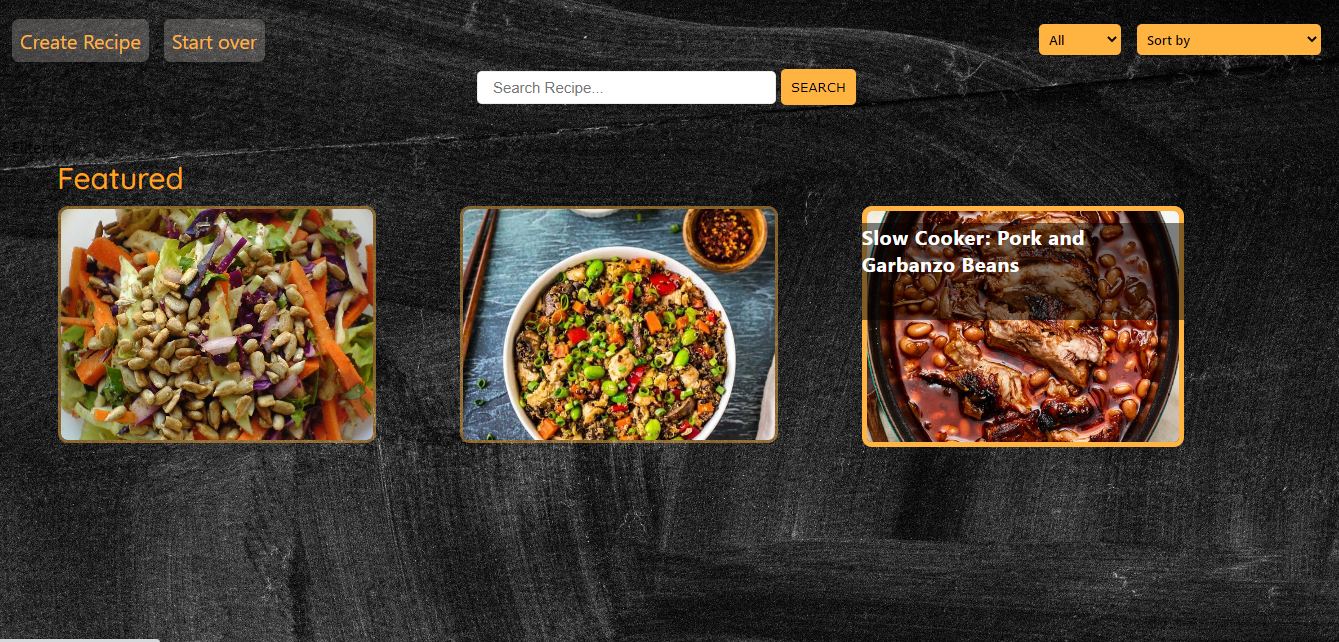 Create Recipe
Start over
All
Sort by
Search Recipe...
SEARCH
Filter by
Featured
Slow Cooker: Pork and
Garbanzo Beans